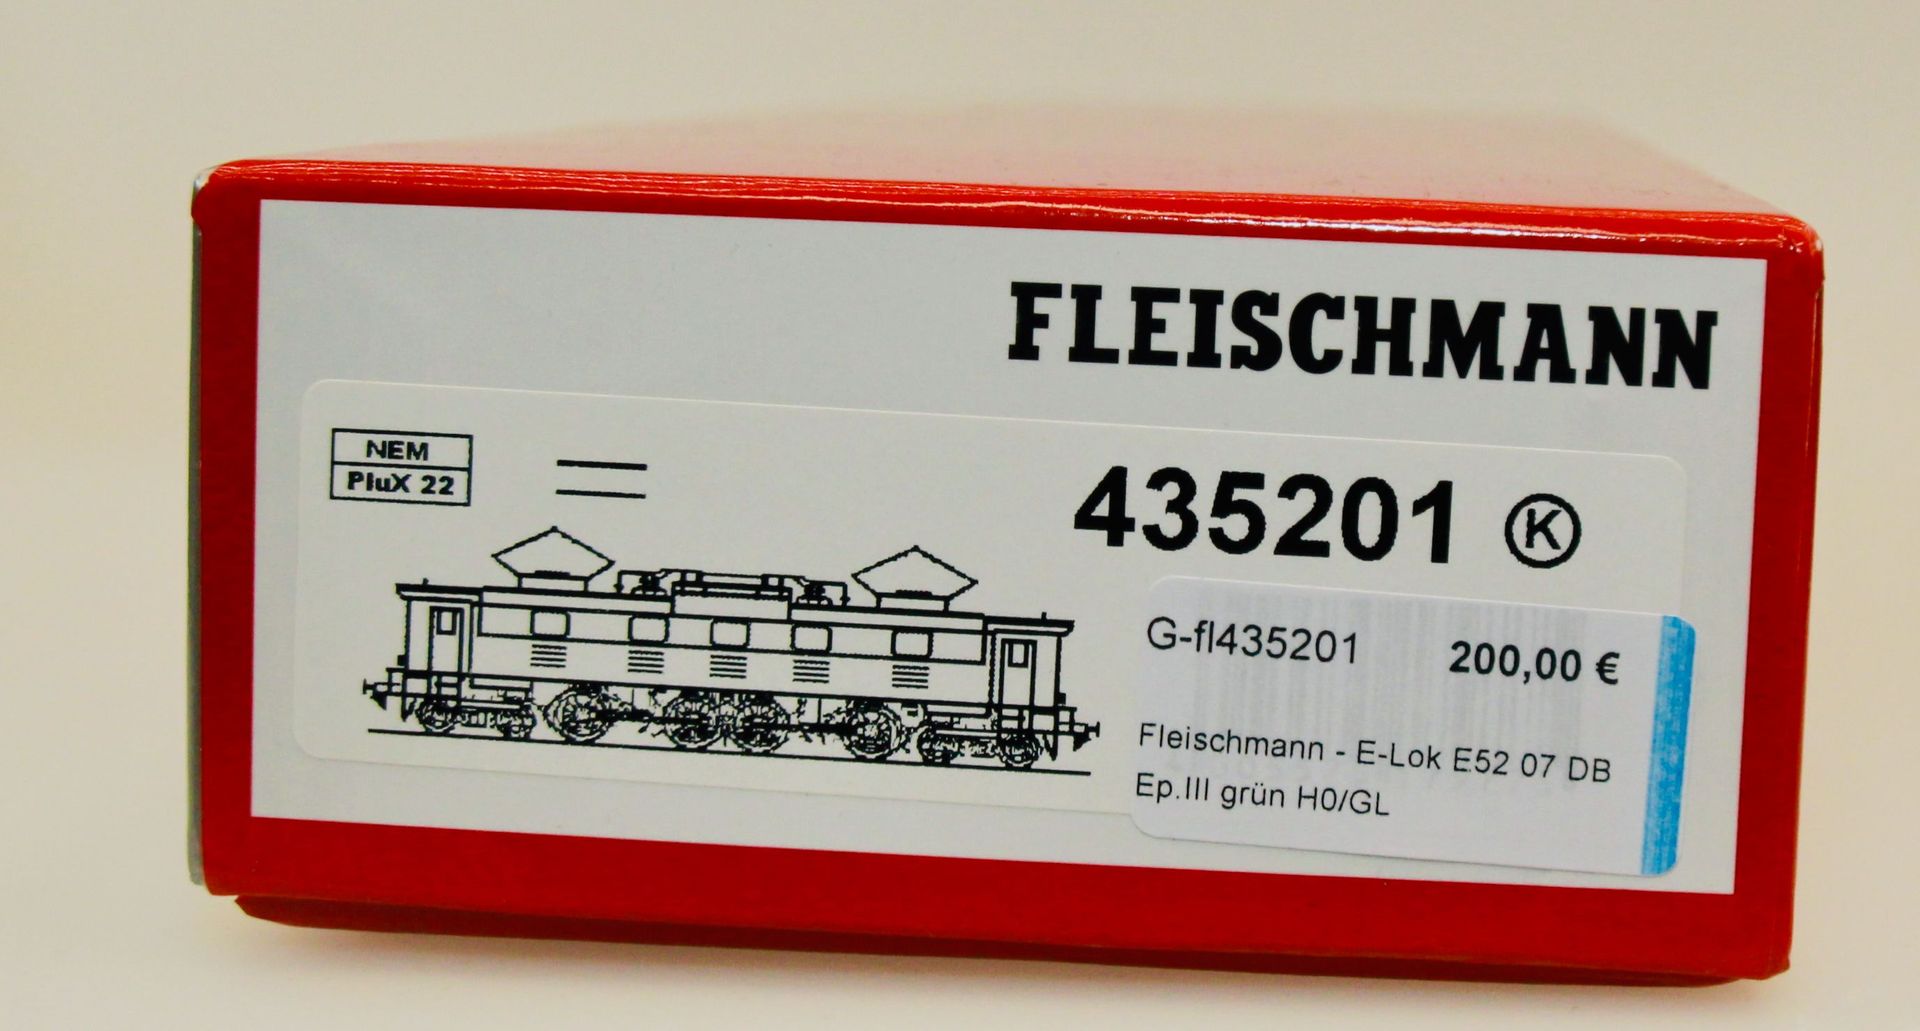 FLEISCHMANN
NEM
PluX 22
435201 Ⓚ
G-fl435201 200,00 €
Fleischmann - E-Lok E52 07 DB
Ep.III grün H0/GL